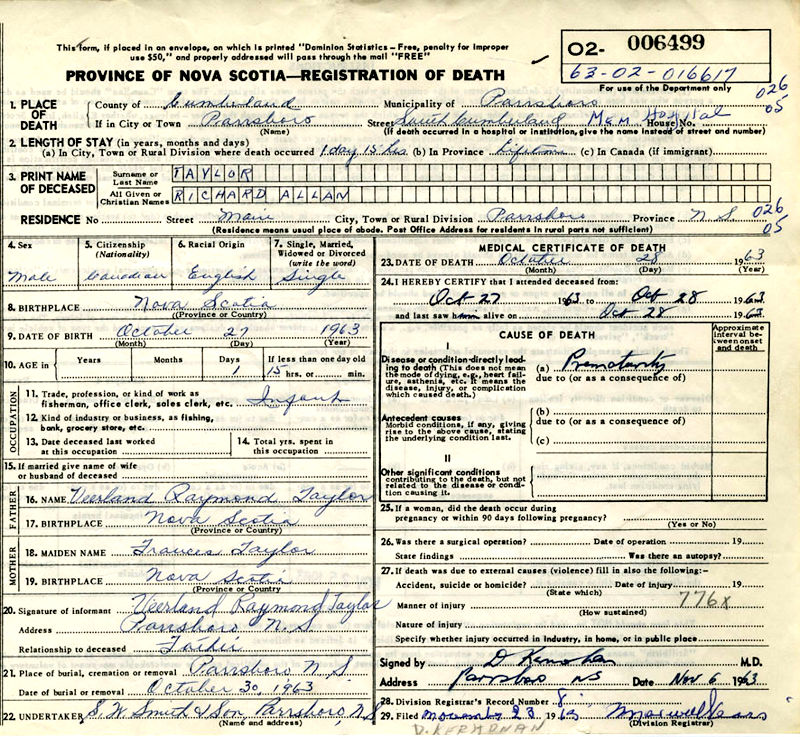 This form, if placed in an envelope, on which is printed "Dominion Statistics - Free, penalty for improper
use $50," and properly addressed will pass through the mail "FREE"
02- 006499
63-02-016617
For use of the Department only
PROVINCE OF NOVA SCOTIA—REGISTRATION OF DEATH
026
05
1. PLACE OF DEATH
County of Cumberland Municipality of Parrsboro
If in City or Town Parrsboro Street South Cumberland Mem Hospital House No.
(Name) (If death occurred in a hospital or institution, give the name instead of street and number)
2. LENGTH OF STAY (in years, months and days)
(a) In City, Town or Rural Division where death occurred 1 day 15 hrs (b) In Province Lifetime (c) In Canada (if immigrant)
3. PRINT NAME OF DECEASED
Surname or Last Name TAYLOR
All Given or Christian Names RICHARD ALLAN
RESIDENCE No Street Main City, Town or Rural Division Parrsboro Province N.S. 026
05
(Residence means usual place of abode. Post Office Address for residents in rural parts not sufficient)
4. Sex
Male
5. Citizenship (Nationality)
Canadian
6. Racial Origin
English
7. Single, Married, Widowed or Divorced (write the word)
Single
8. BIRTHPLACE Nova Scotia
(Province or Country)
9. DATE OF BIRTH October 27 1963
(Month) (Day) (Year)
10. AGE in Years Months Days 1 If less than one day old 15 hrs. or min.
OCCUPATION
11. Trade, profession, or kind of work as fisherman, office clerk, sales clerk, etc. Infant
12. Kind of industry or business, as fishing, bank, grocery store, etc.
13. Date deceased last worked at this occupation
14. Total yrs. spent in this occupation
15. If married give name of wife or husband of deceased
FATHER
16. NAME Veerland Raymond Taylor
17. BIRTHPLACE Nova Scotia
(Province or Country)
MOTHER
18. MAIDEN NAME Frances Taylor
19. BIRTHPLACE Nova Scotia
(Province or Country)
20. Signature of informant Veerland Raymond Taylor
Address Parrsboro N.S
Relationship to deceased Father
21. Place of burial, cremation or removal Parrsboro N S
Date of burial or removal October 30, 1963
22. UNDERTAKER S. W. Smith & Son, Parrsboro, N.S
(Name and address)
MEDICAL CERTIFICATE OF DEATH
23. DATE OF DEATH October 28 1963
(Month) (Day) (Year)
24. I HEREBY CERTIFY that I attended deceased from:
Oct 27 1963 to Oct 28 1963
and last saw him alive on Oct 28 1963
CAUSE OF DEATH
Approximate interval between onset and death
I
Disease or condition directly leading to death (This does not mean the mode of dying, e.g., heart failure, asthenia, etc. It means the disease, injury, or complication which caused death.)
(a) Prematurity
due to (or as a consequence of)
Antecedent causes
Morbid conditions, if any, giving rise to the above cause, stating the underlying condition last.
(b)
due to (or as a consequence of)
(c)
II
Other significant conditions contributing to the death, but not related to the disease or condition causing it.
25. If a woman, did the death occur during pregnancy or within 90 days following pregnancy?
(Yes or No)
26. Was there a surgical operation? Date of operation 19
State findings Was there an autopsy?
27. If death was due to external causes (violence) fill in also the following:-
Accident, suicide or homicide? Date of injury 19
(State which)
Manner of injury 776x
(How sustained)
Nature of injury
Specify whether injury occurred in industry, in home, or in public place
Signed by D Kernohan M.D.
Address Parrsboro NS Date Nov 6 1963
28. Division Registrar's Record Number 8
29. Filed November 23 1963
(Division Registrar)
D. KERNOHAN